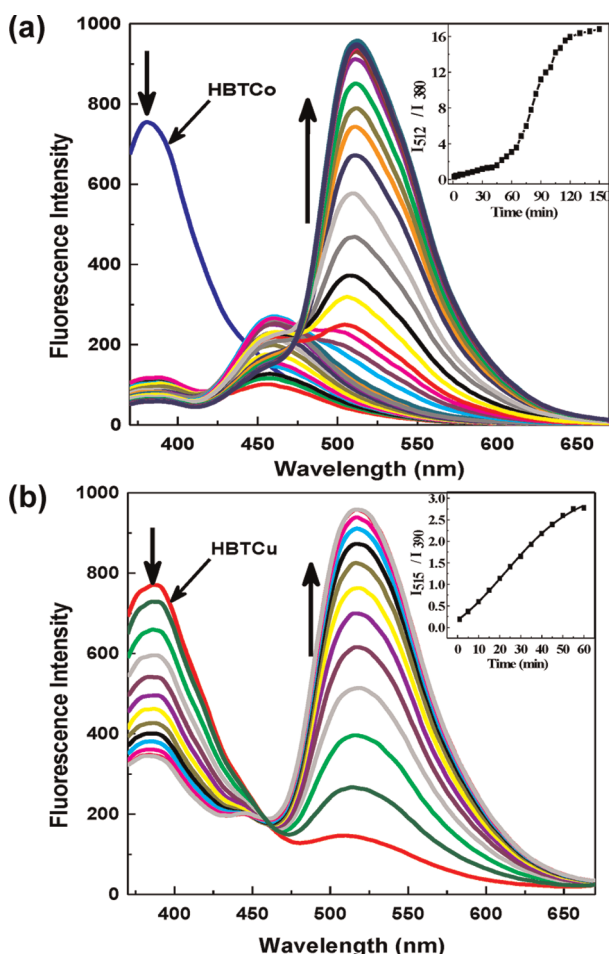 (a)
HBTCo
Fluorescence Intensity
1000
800
600
400
200
0
400 450 500 550 600 650
Wavelength (nm)
I512 / I380
16
12
8
4
0
0 30 60 90 120 150
Time (min)
(b)
HBTCu
Fluorescence Intensity
1000
800
600
400
200
0
400 450 500 550 600 650
Wavelength (nm)
I515 / I390
3.0
2.5
2.0
1.5
1.0
0.5
0.0
0 10 20 30 40 50 60
Time (min)